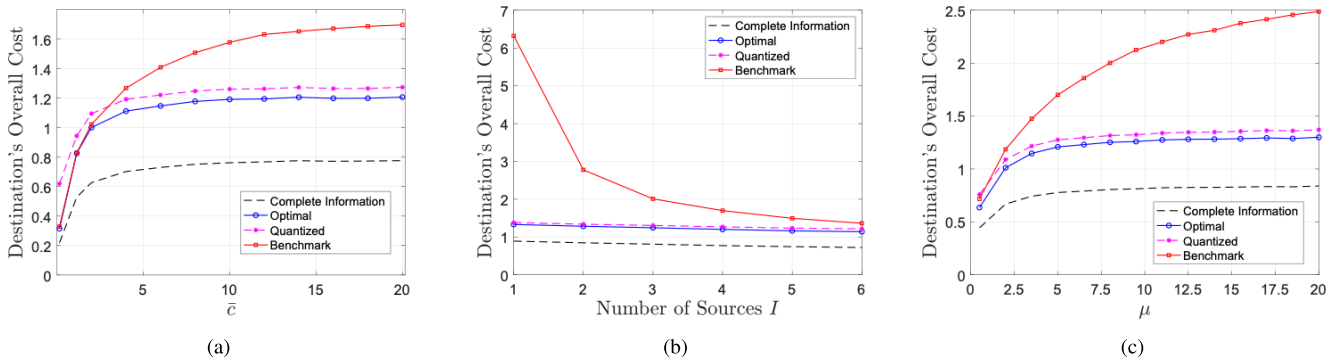 Destination's Overall Cost
1.6
1.4
1.2
1
0.8
0.6
0.4
0.2
0
Complete Information
Optimal
Quantized
Benchmark
5
10
15
20
c̄
(a)
Destination's Overall Cost
7
6
5
4
3
2
1
0
Complete Information
Optimal
Quantized
Benchmark
1
2
3
4
5
6
Number of Sources I
(b)
Destination's Overall Cost
2.5
2
1.5
1
0.5
0
Complete Information
Optimal
Quantized
Benchmark
0
2.5
5
7.5
10
12.5
15
17.5
20
μ
(c)